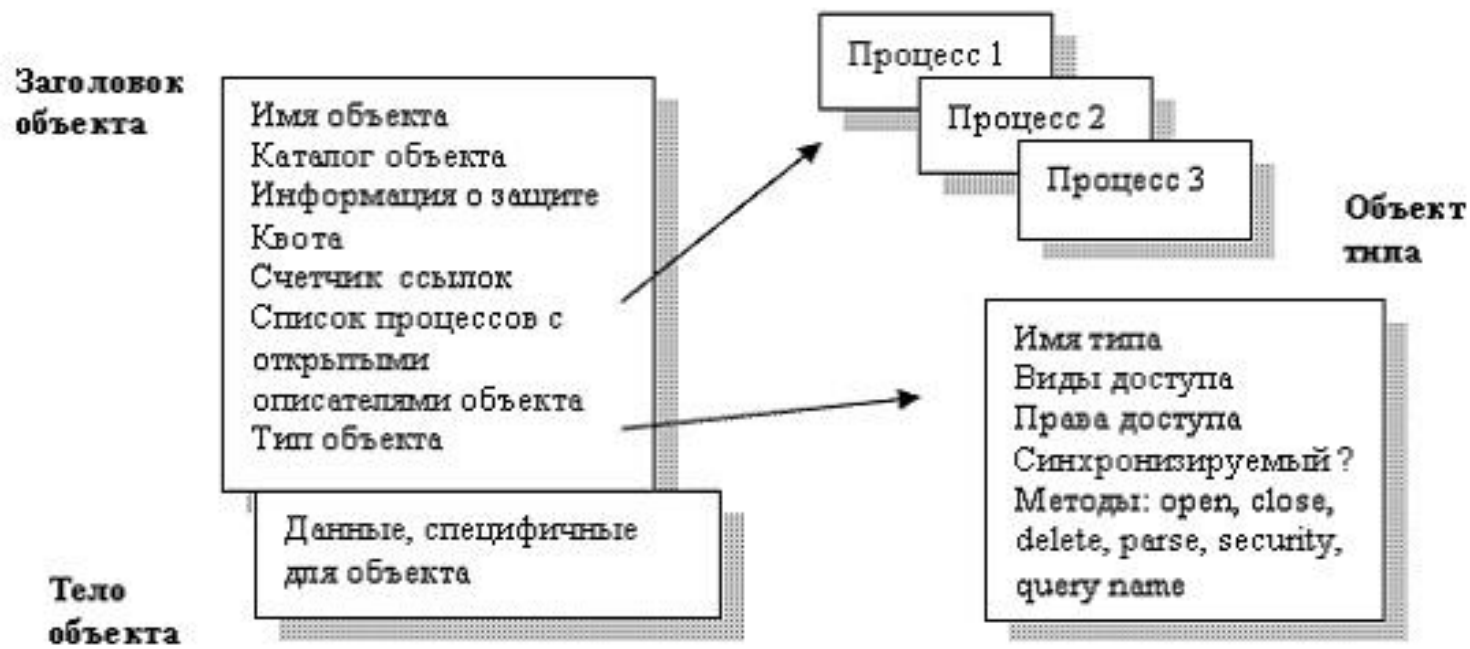 Заголовок
объекта
Имя объекта
Каталог объекта
Информация о защите
Квота
Счетчик ссылок
Список процессов с
открытыми
описателями объекта
Тип объекта
Данные, специфичные
для объекта
Тело
объекта
Процесс 1
Процесс 2
Процесс 3
Объект
типа
Имя типа
Виды доступа
Права доступа
Синхронизируемый ?
Методы: open, close,
delete, parse, security,
query name